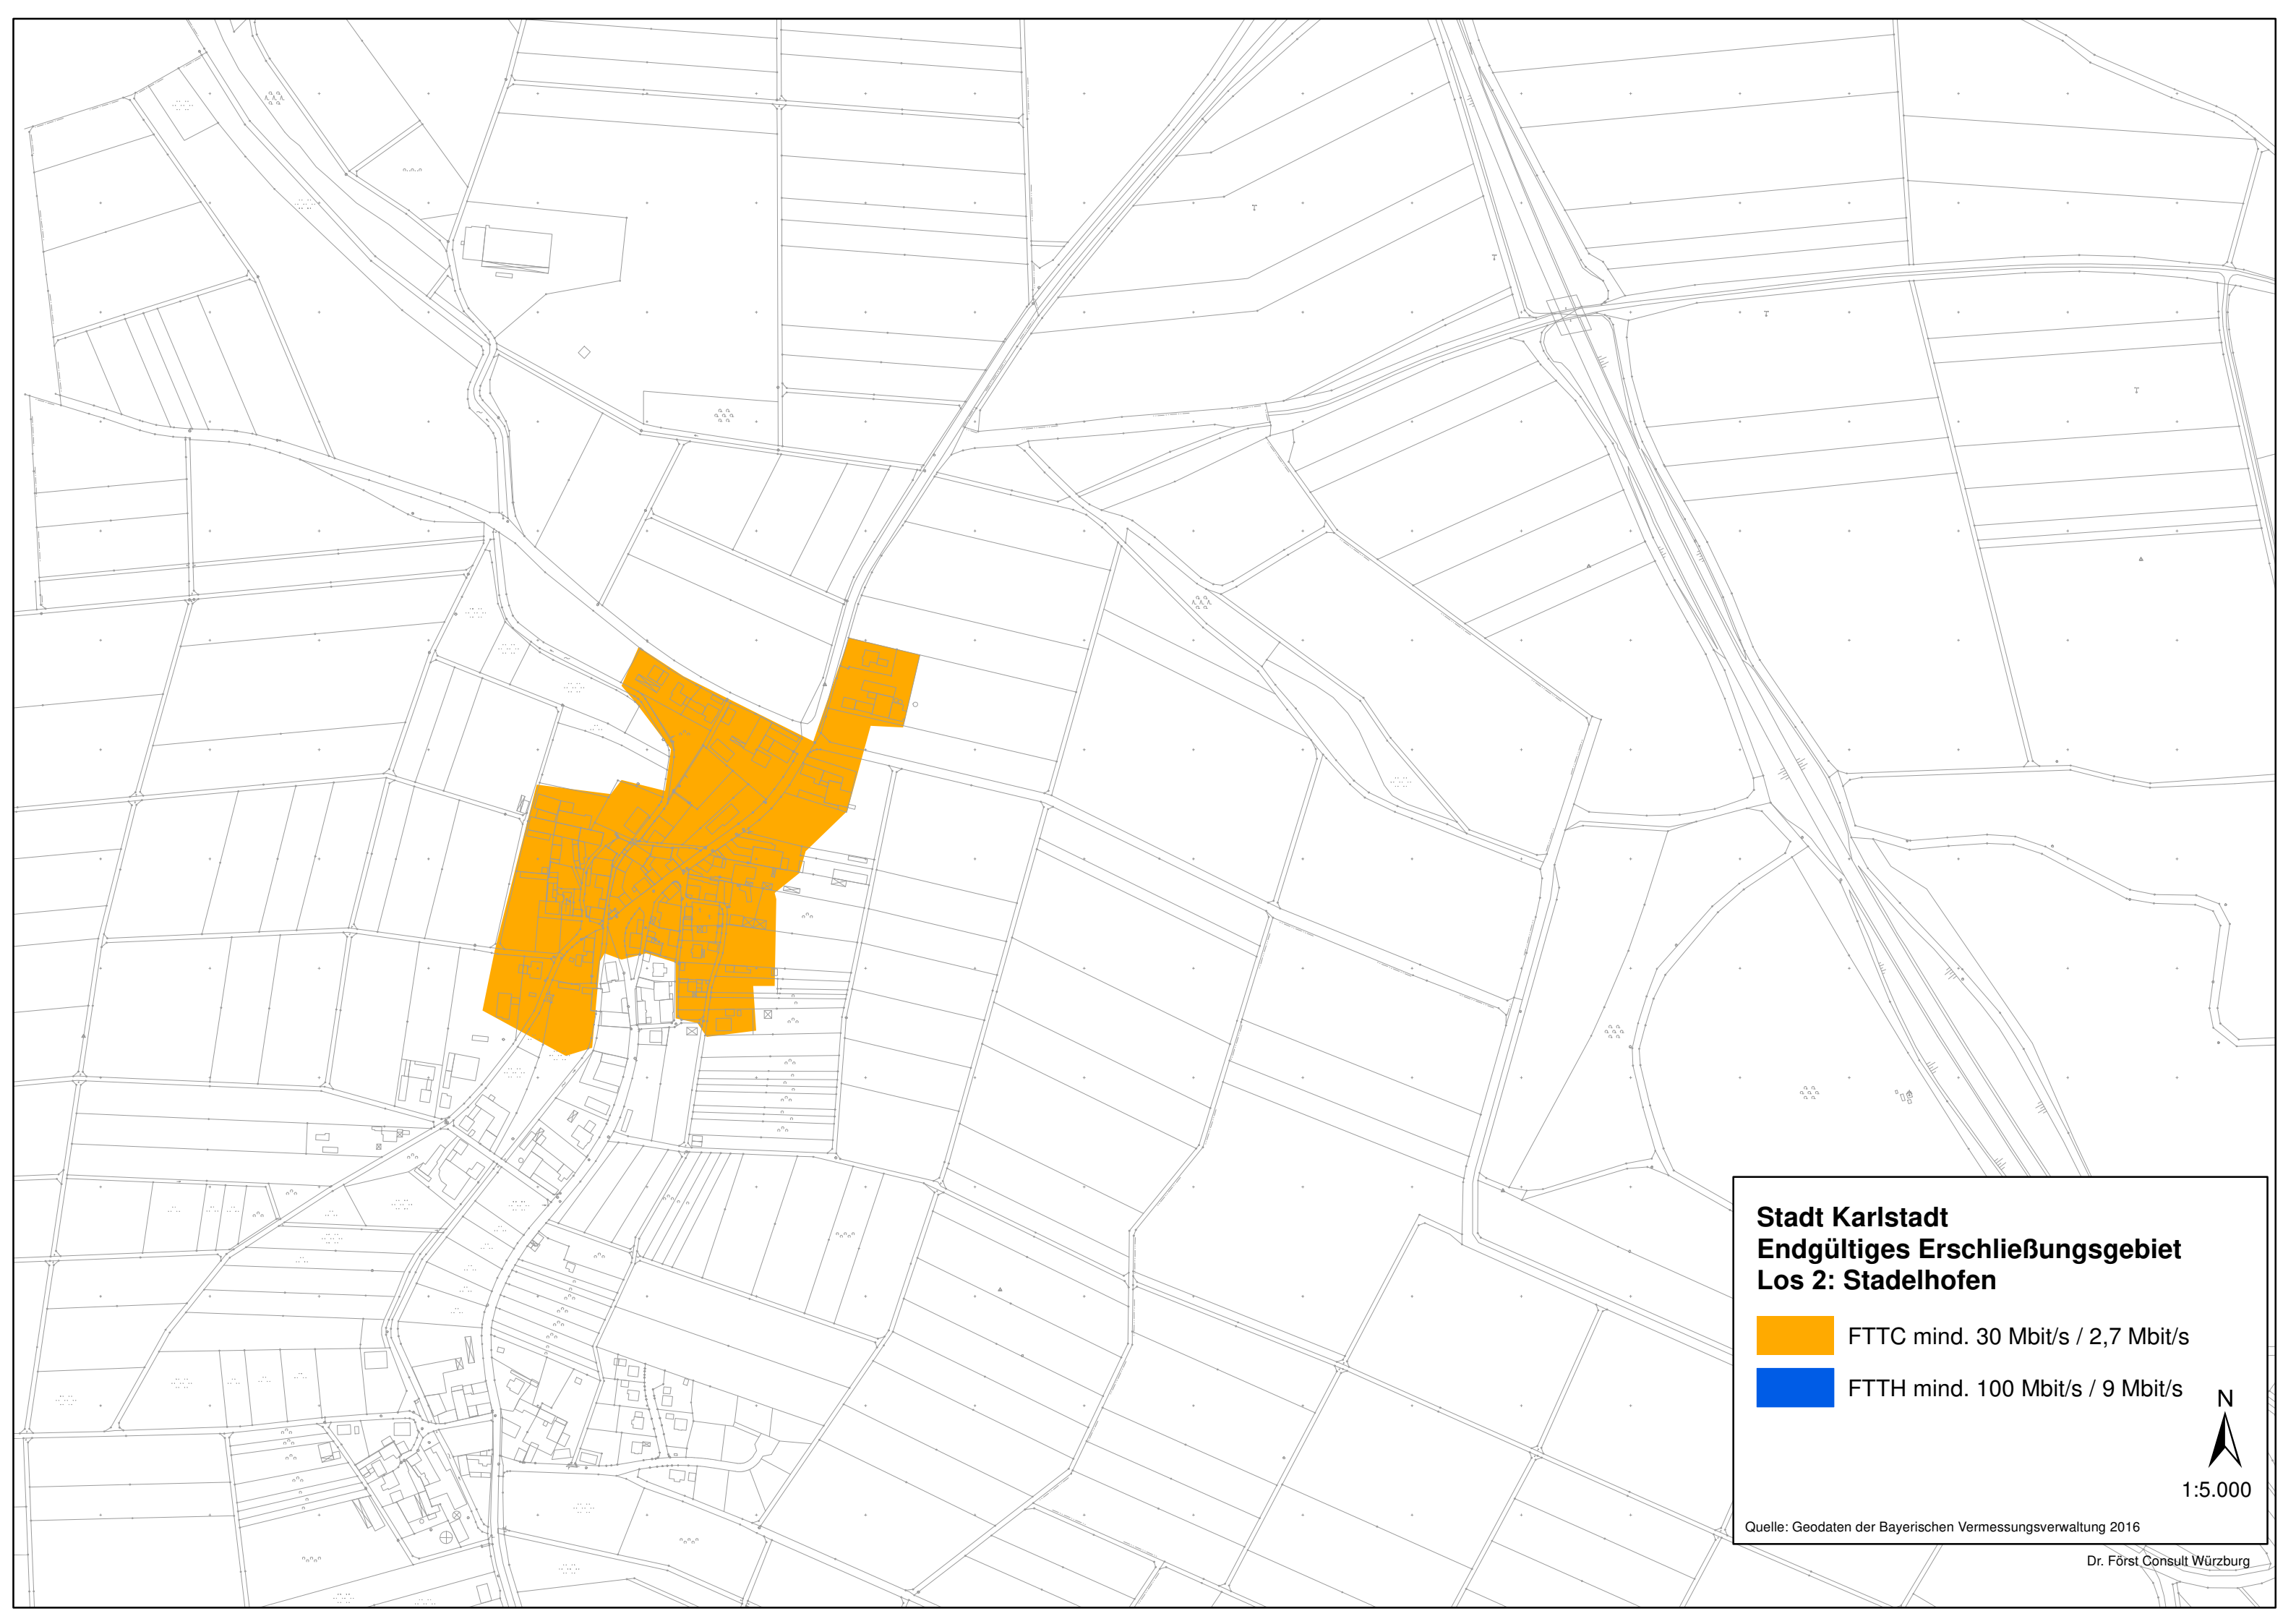 Stadt Karlstadt
Endgültiges Erschließungsgebiet
Los 2: Stadelhofen
FTTC mind. 30 Mbit/s / 2,7 Mbit/s
FTTH mind. 100 Mbit/s / 9 Mbit/s
N
1:5.000
Quelle: Geodaten der Bayerischen Vermessungsverwaltung 2016
Dr. Först Consult Würzburg